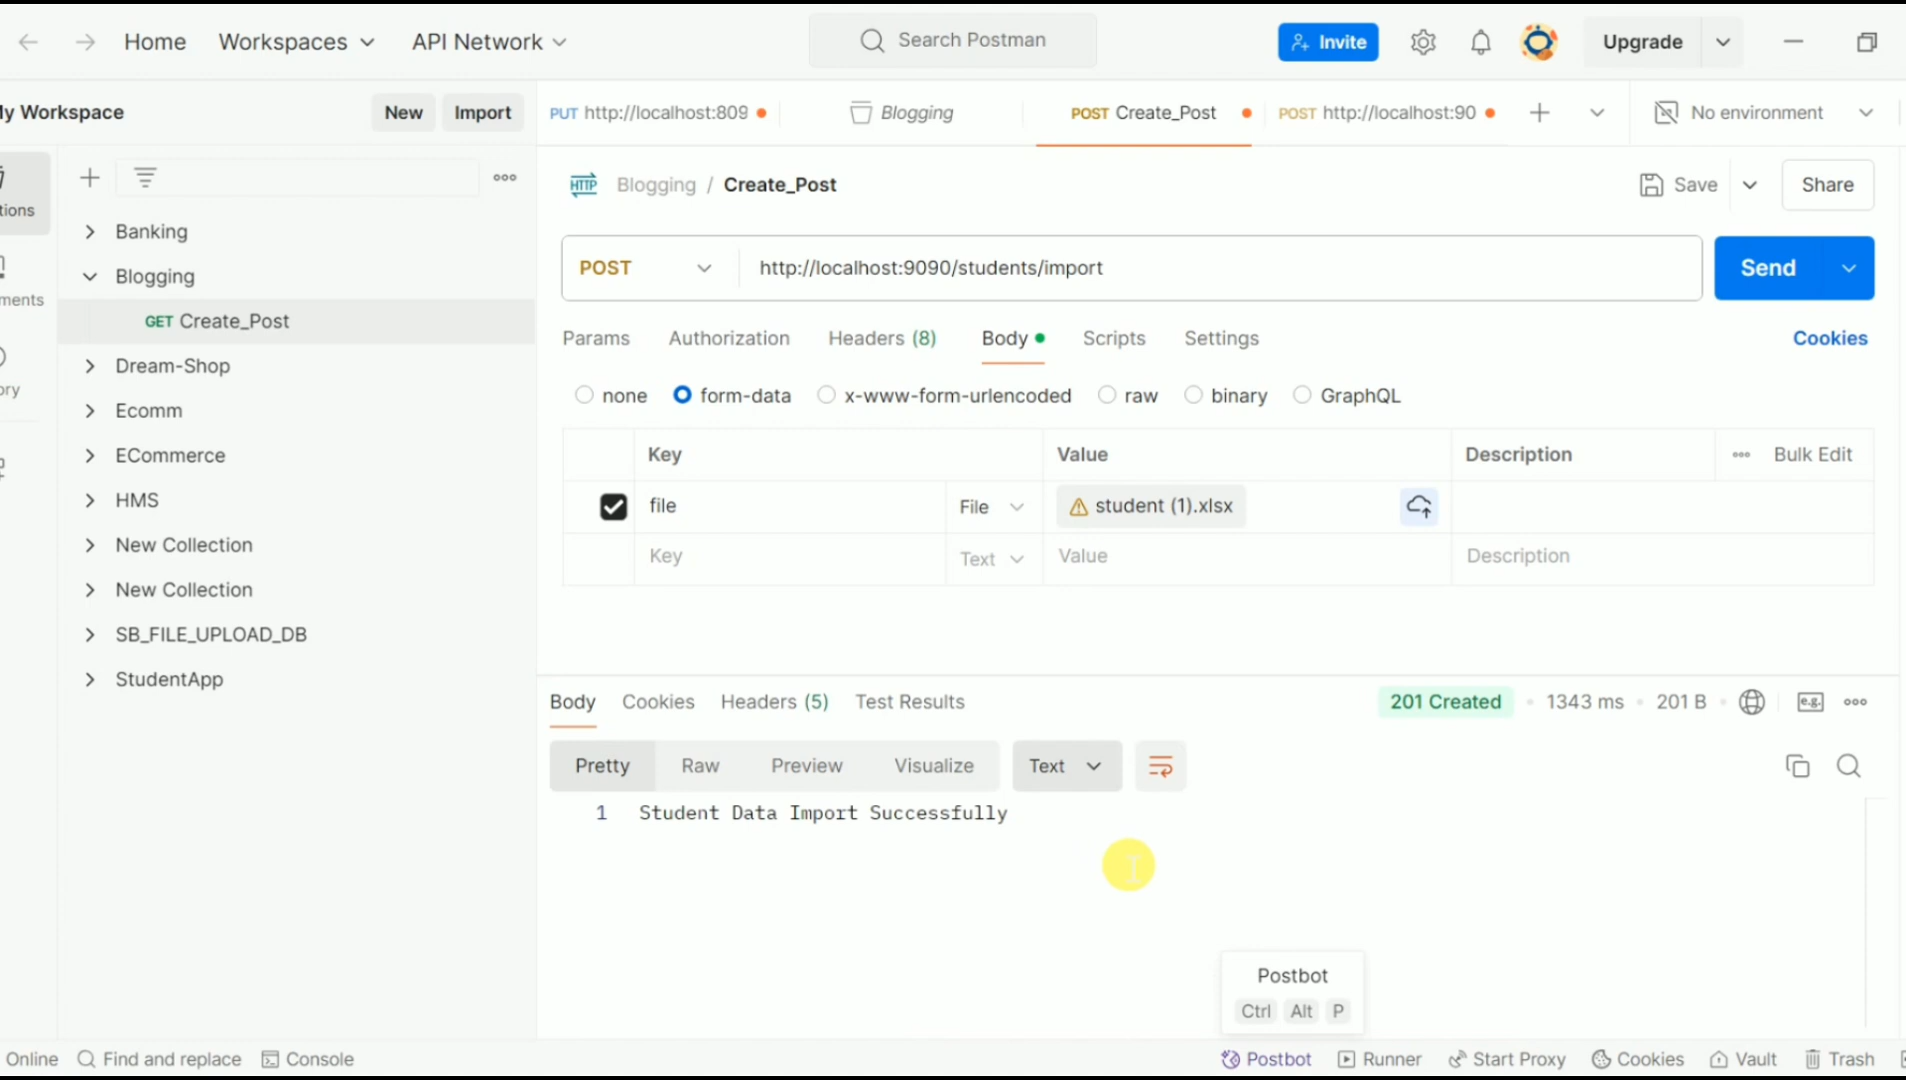 Home Workspaces API Network Search Postman Invite Upgrade
My Workspace New Import PUT http://localhost:809 Blogging POST Create_Post POST http://localhost:90 No environment
HTTP Blogging / Create_Post Save Share
Banking
Blogging
GET Create_Post
Dream-Shop
Ecomm
ECommerce
HMS
New Collection
New Collection
SB_FILE_UPLOAD_DB
StudentApp
tions
ments
ory
POST http://localhost:9090/students/import Send
Params Authorization Headers (8) Body Scripts Settings Cookies
none form-data x-www-form-urlencoded raw binary GraphQL
Key Value Description Bulk Edit
file File student (1).xlsx
Key Text Value Description
Body Cookies Headers (5) Test Results 201 Created 1343 ms 201 B e.g.
Pretty Raw Preview Visualize Text
1 Student Data Import Successfully
Postbot
Ctrl Alt P
Online Find and replace Console Postbot Runner Start Proxy Cookies Vault Trash